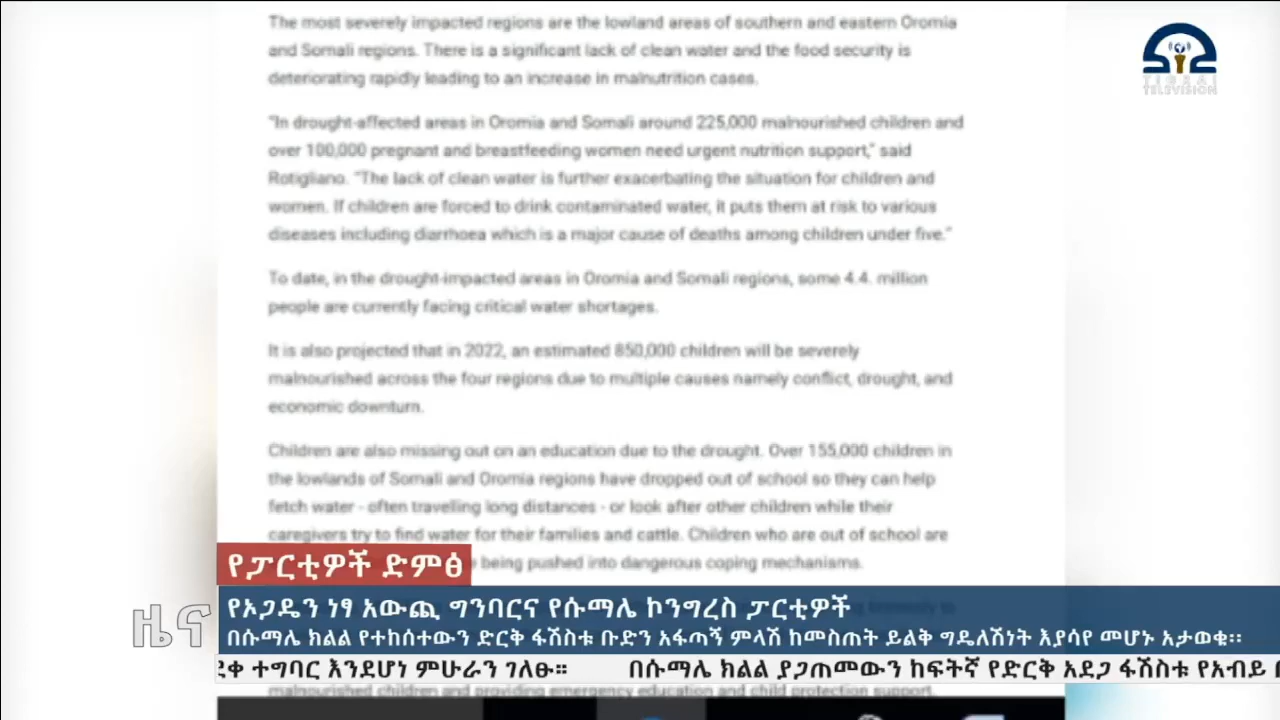 The most severely impacted regions are the lowland areas of southern and eastern Oromia
and Somali regions. There is a significant lack of clean water and the food security is
deteriorating rapidly leading to an increase in malnutrition cases.
"In drought-affected areas in Oromia and Somali around 225,000 malnourished children and
over 100,000 pregnant and breastfeeding women need urgent nutrition support," said
Rotigliano. "The lack of clean water is further exacerbating the situation for children and
women. If children are forced to drink contaminated water, it puts them at risk to various
diseases including diarrhoea which is a major cause of deaths among children under five."
To date, in the drought-impacted areas in Oromia and Somali regions, some 4.4. million
people are currently facing critical water shortages.
It is also projected that in 2022, an estimated 850,000 children will be severely
malnourished across the four regions due to multiple causes namely conflict, drought, and
economic downturn.
Children are also missing out on an education due to the drought. Over 155,000 children in
the lowlands of Somali and Oromia regions have dropped out of school so they can help
fetch water - often travelling long distances - or look after other children while their
caregivers try to find water for their families and cattle. Children who are out of school are
being pushed into dangerous coping mechanisms.
TIGRAI
TELEVISION
የፓርቲዎች ድምፅ
ዜና
የኦጋዴን ነፃ አውጪ ግንባርና የሱማሌ ኮንግረስ ፓርቲዎች
በሱማሌ ክልል የተከሰተውን ድርቅ ፋሽስቱ ቡድን አፋጣኝ ምላሽ ከመስጠት ይልቅ ግዴለሽነት እያሳየ መሆኑ አታወቁ፡፡
ተግባር እንደሆነ ምሁራን ገለፁ። በሱማሌ ክልል ያጋጠመውን ከፍትኛ የድርቅ አደጋ ፋሽስቱ የአብይ
malnourished children and providing emergency education and child protection support.